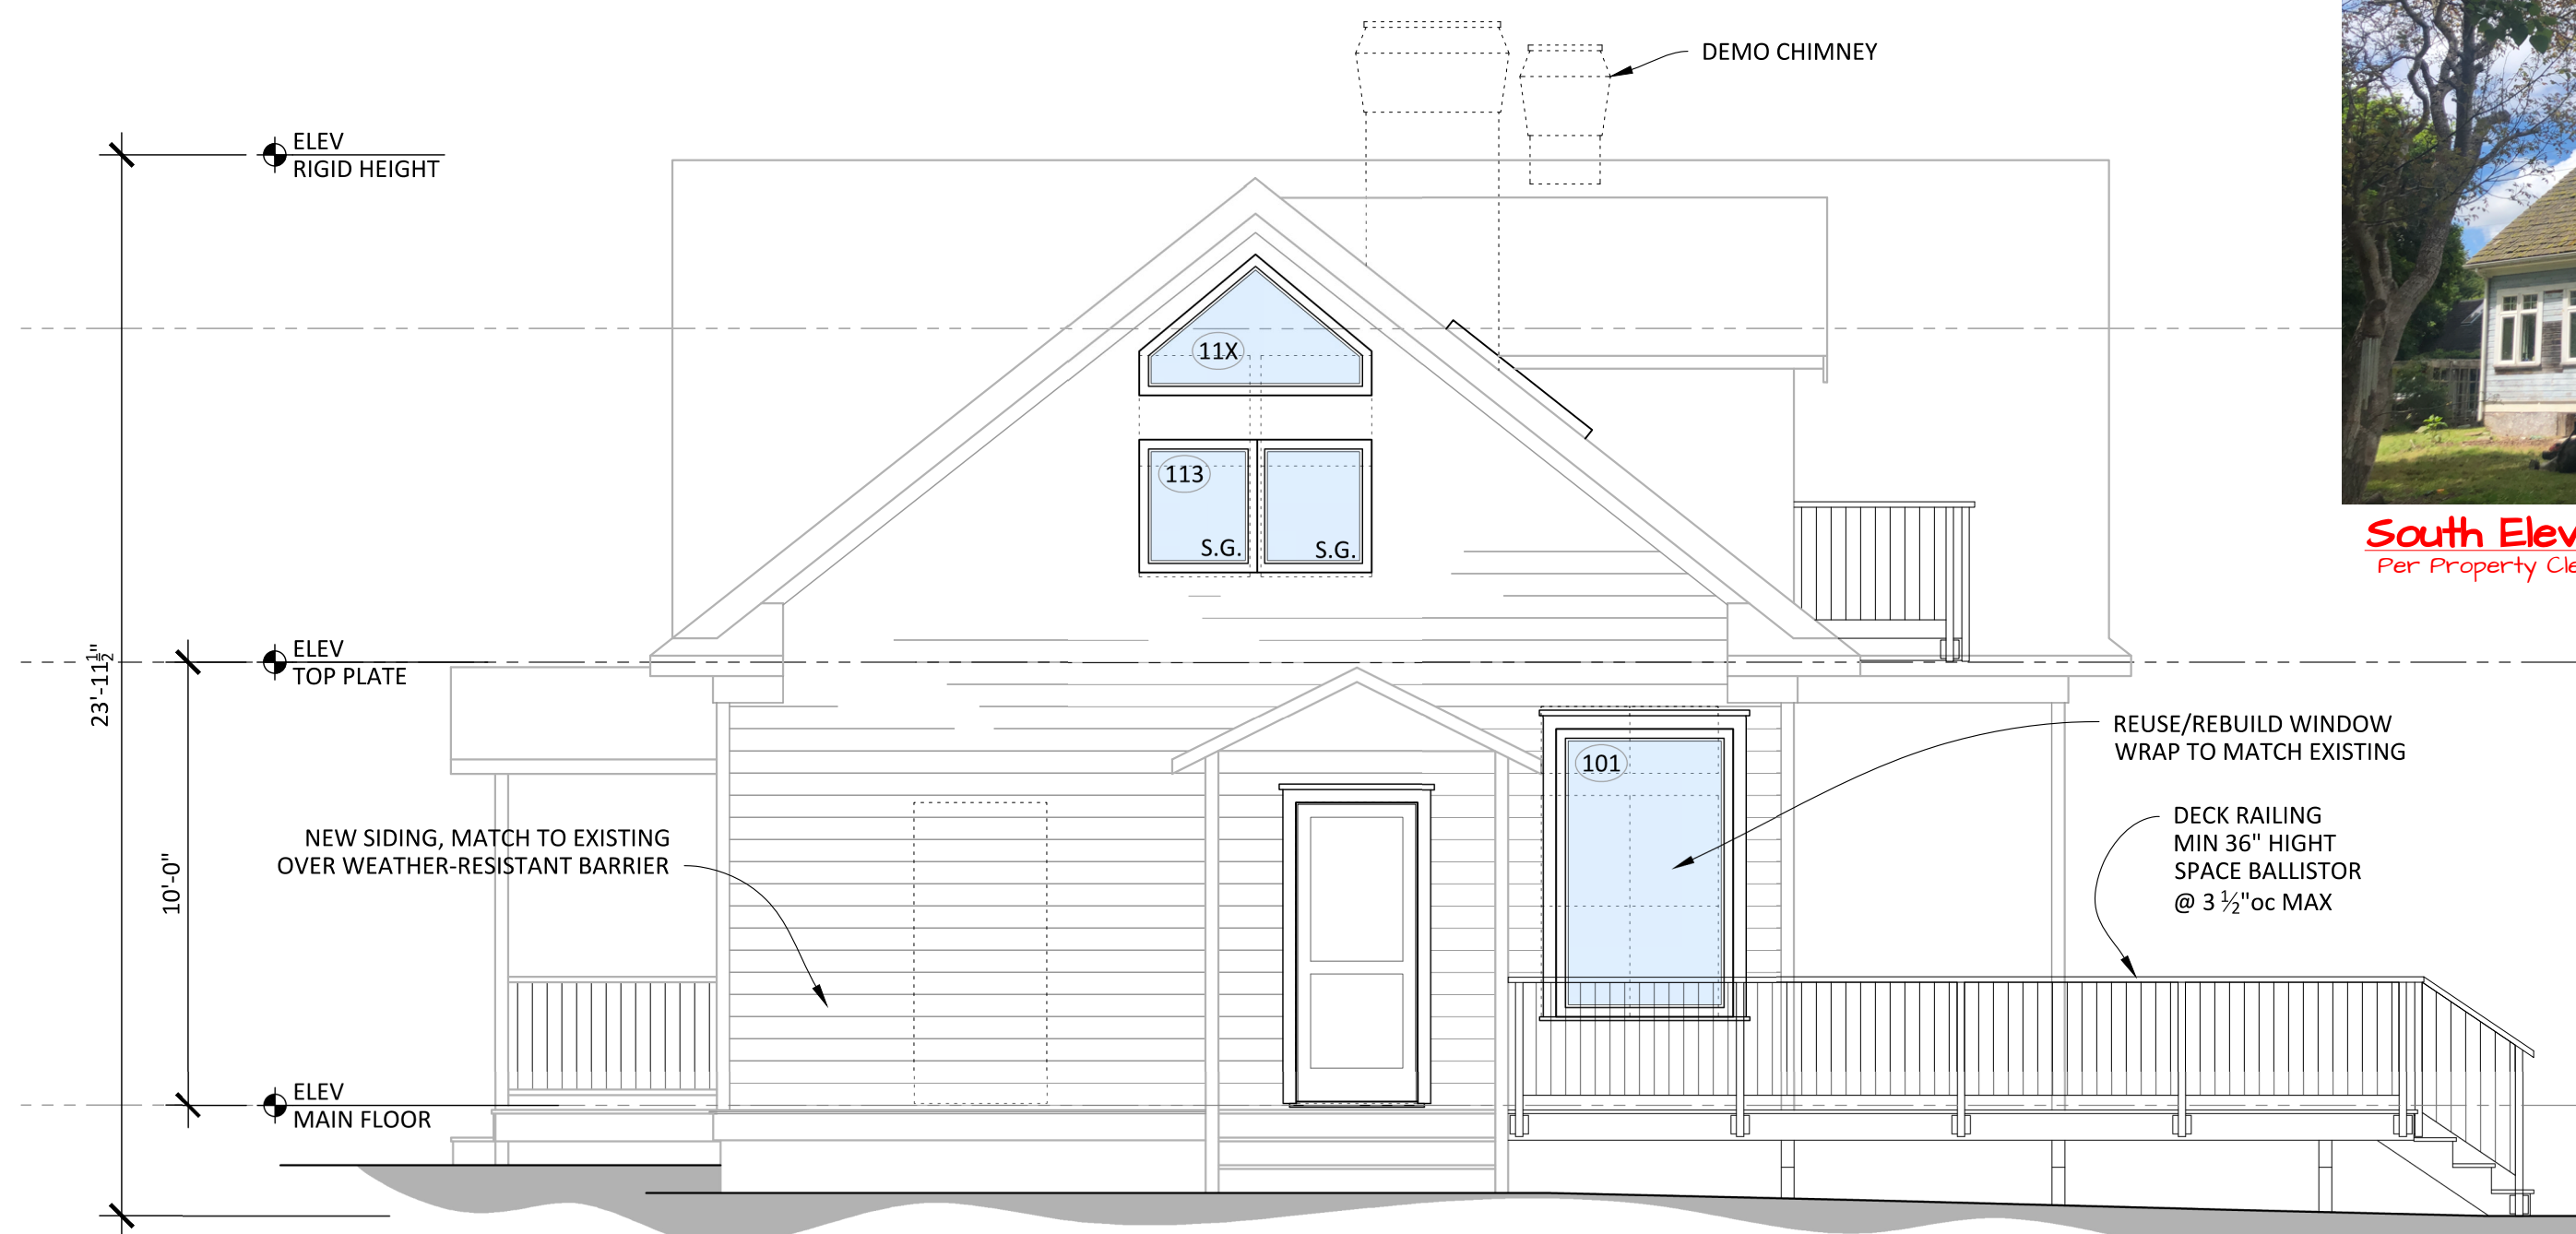 DEMO CHIMNEY
ELEV
RIGID HEIGHT
11X
113
S.G.
S.G.
South Elev
Per Property Cle
ELEV
TOP PLATE
23'-11½"
REUSE/REBUILD WINDOW
WRAP TO MATCH EXISTING
101
DECK RAILING
MIN 36" HIGHT
SPACE BALLISTOR
@ 3 ½"oc MAX
NEW SIDING, MATCH TO EXISTING
OVER WEATHER-RESISTANT BARRIER
10'-0"
ELEV
MAIN FLOOR